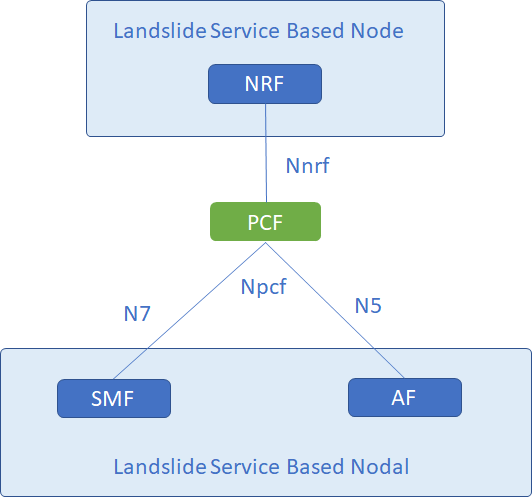 Landslide Service Based Node
NRF
Nnrf
PCF
Npcf
N7
N5
SMF
AF
Landslide Service Based Nodal